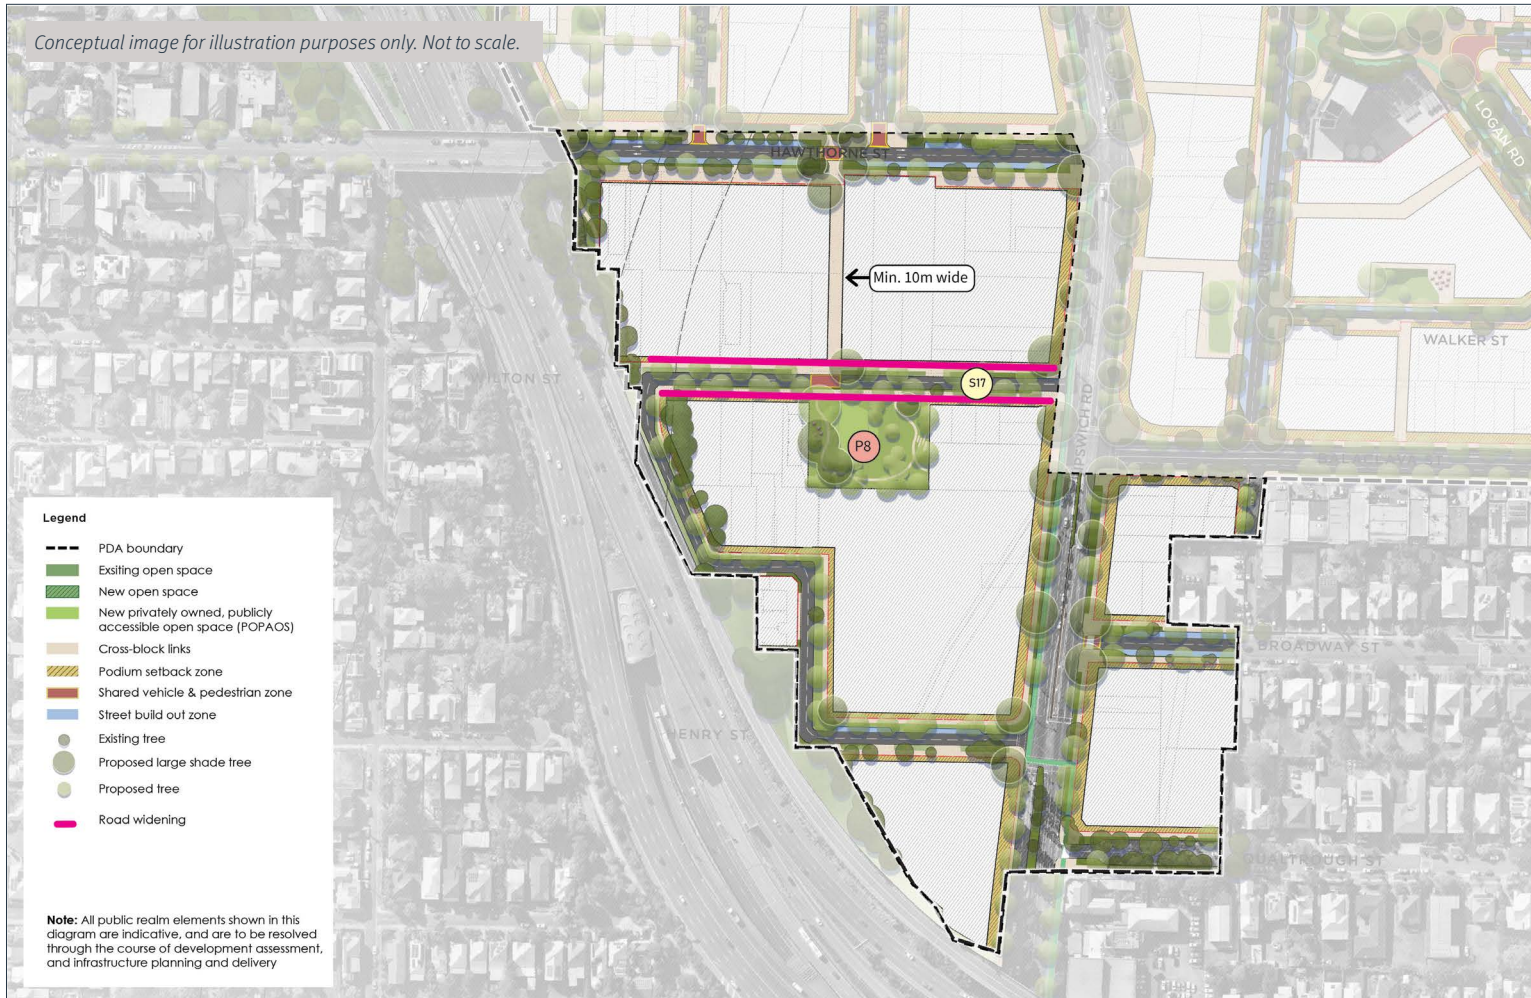 Conceptual image for illustration purposes only. Not to scale.
HAWTHORNE ST
LOGAN RD
Min. 10m wide
WALKER ST
WILTON ST
S17
IPSWICH RD
P8
BROADWAY ST
HENRY ST
QUALTROUGH ST
Legend
PDA boundary
Exsiting open space
New open space
New privately owned, publicly
accessible open space (POPAOS)
Cross-block links
Podium setback zone
Shared vehicle & pedestrian zone
Street build out zone
Existing tree
Proposed large shade tree
Proposed tree
Road widening
Note: All public realm elements shown in this
diagram are indicative, and are to be resolved
through the course of development assessment,
and infrastructure planning and delivery